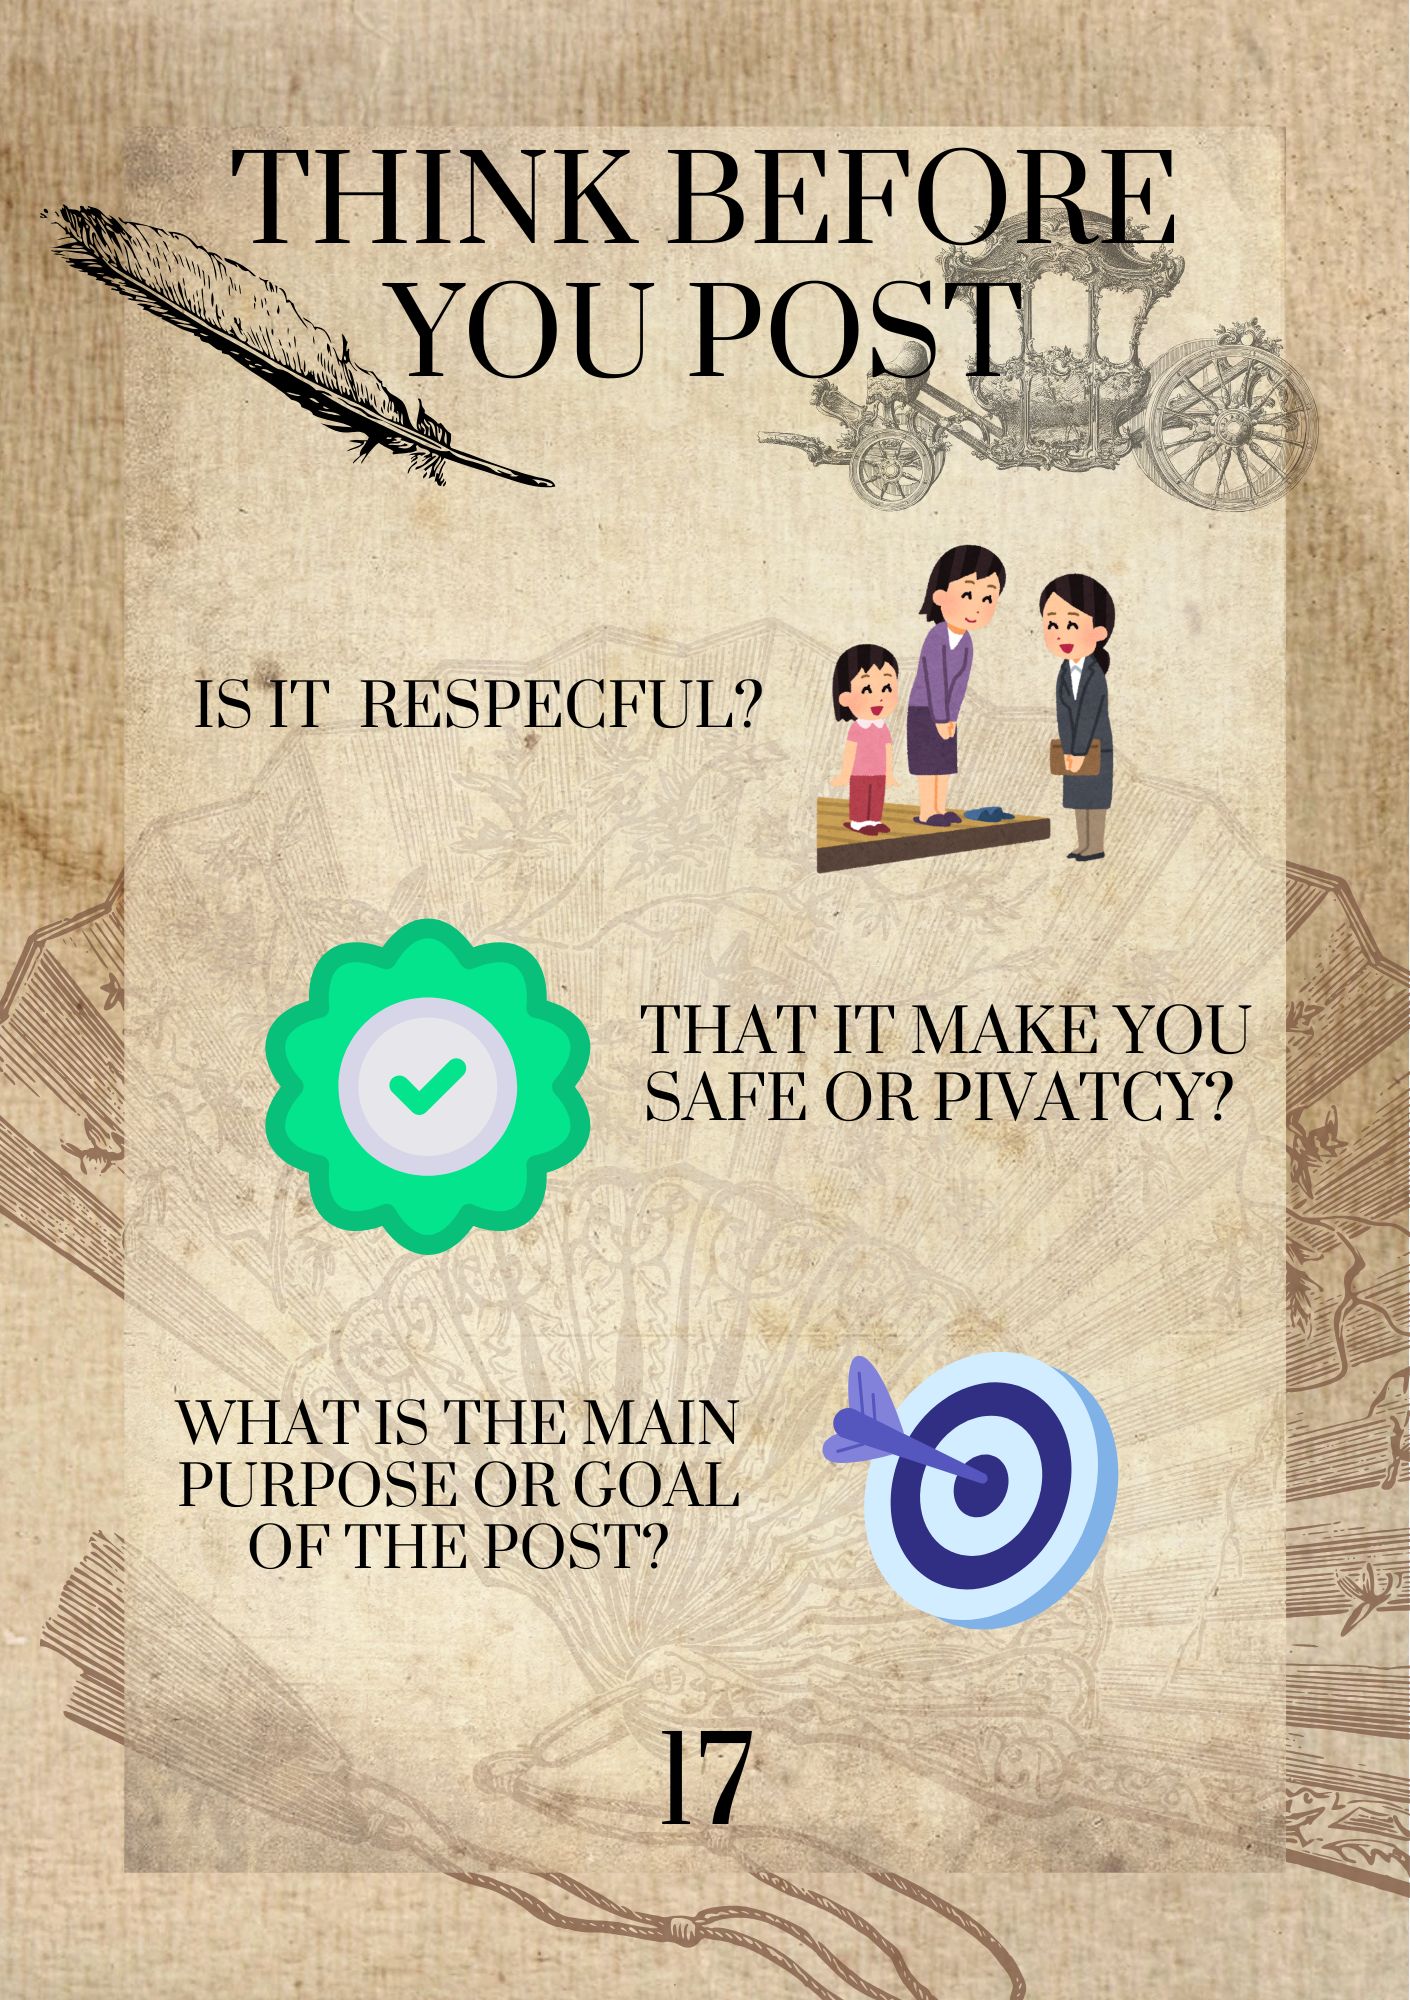 THINK BEFORE
YOU POST
IS IT RESPECFUL?
THAT IT MAKE YOU
SAFE OR PIVATCY?
WHAT IS THE MAIN
PURPOSE OR GOAL
OF THE POST?
17